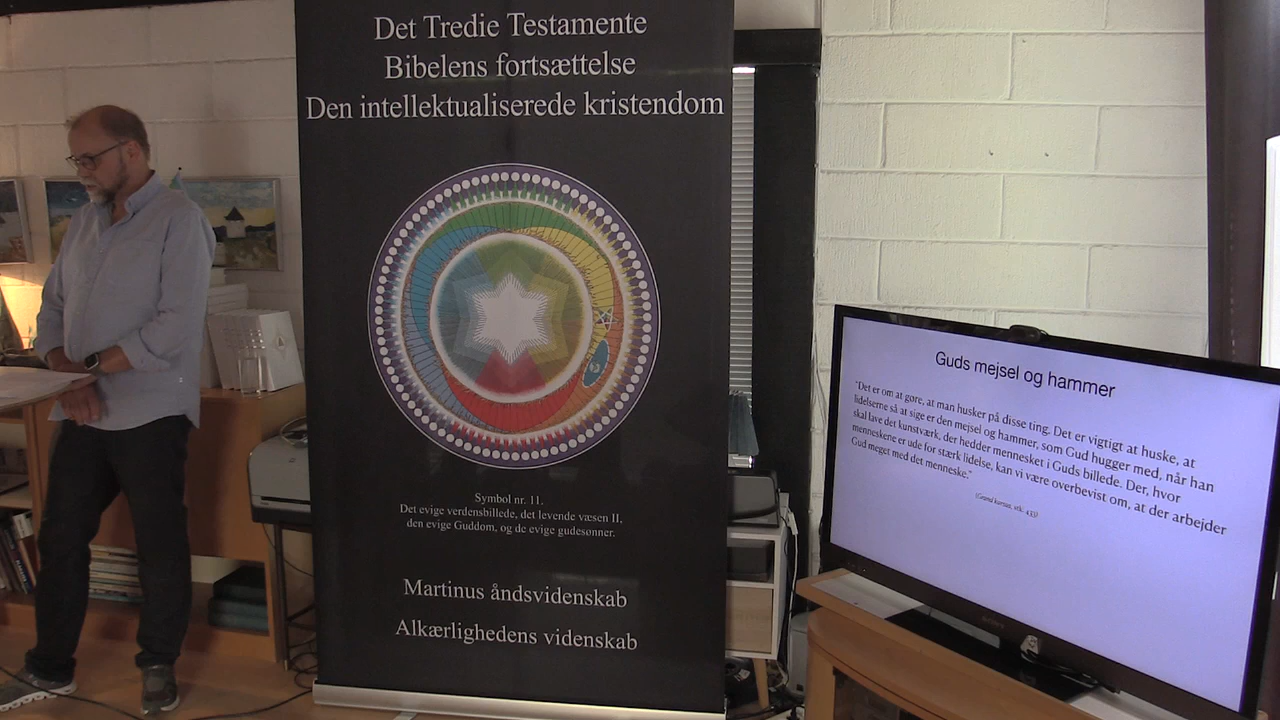 Det Tredie Testamente
Bibelens fortsættelse
Den intellektualiserede kristendom
Symbol nr. 11.
Det evige verdensbillede, det levende væsen II,
den evige Guddom, og de evige gudesønner.
Martinus åndsvidenskab
Alkærlighedens videnskab
Guds mejsel og hammer
"Det er om at gøre, at man husker på disse ting. Det er vigtigt at huske, at
lidelserne så at sige er den mejsel og hammer, som Gud hugger med, når han
skal lave det kunstværk, der hedder mennesket i Guds billede. Der, hvor
menneskene er ude for stærk lidelse, kan vi være overbevist om, at der arbejder
Gud meget med det menneske."
stk. 433)
SONY